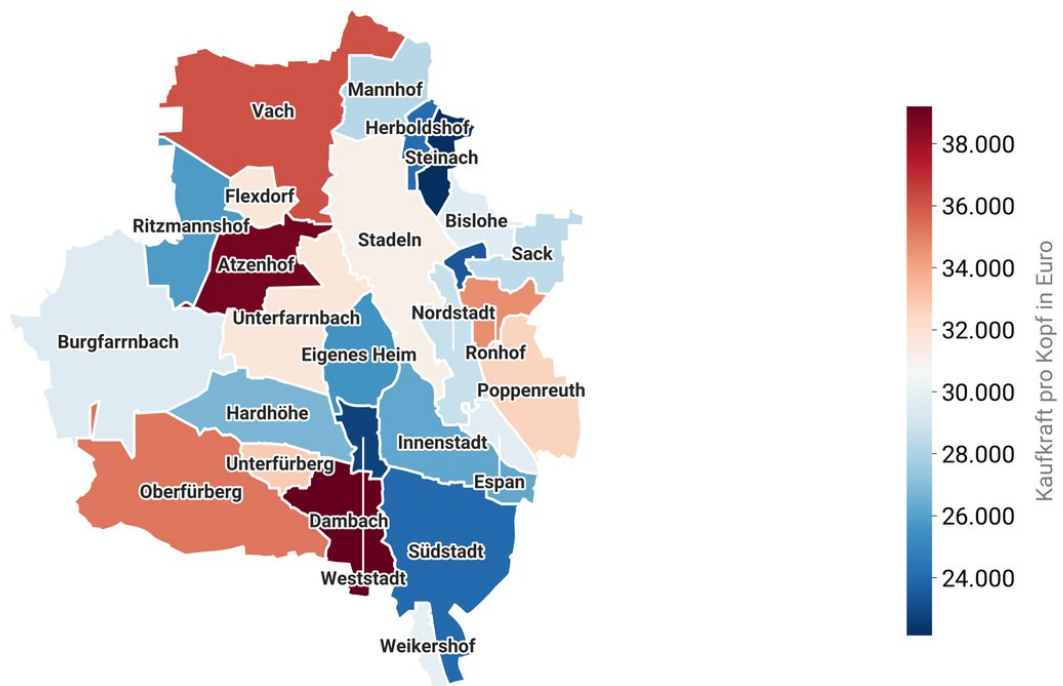 Mannhof
Vach
Herboldshof
Steinach
Flexdorf
Bislohe
Ritzmannshof
Stadeln
Sack
Atzenhof
Unterfarrnbach
Nordstadt
Burgfarrnbach
Eigenes Heim
Ronhof
Poppenreuth
Hardhöhe
Innenstadt
Unterfürberg
Espan
Oberfürberg
Dambach
Südstadt
Weststadt
Weikershof
38.000
36.000
34.000
32.000
30.000
28.000
26.000
24.000
Kaufkraft pro Kopf in Euro